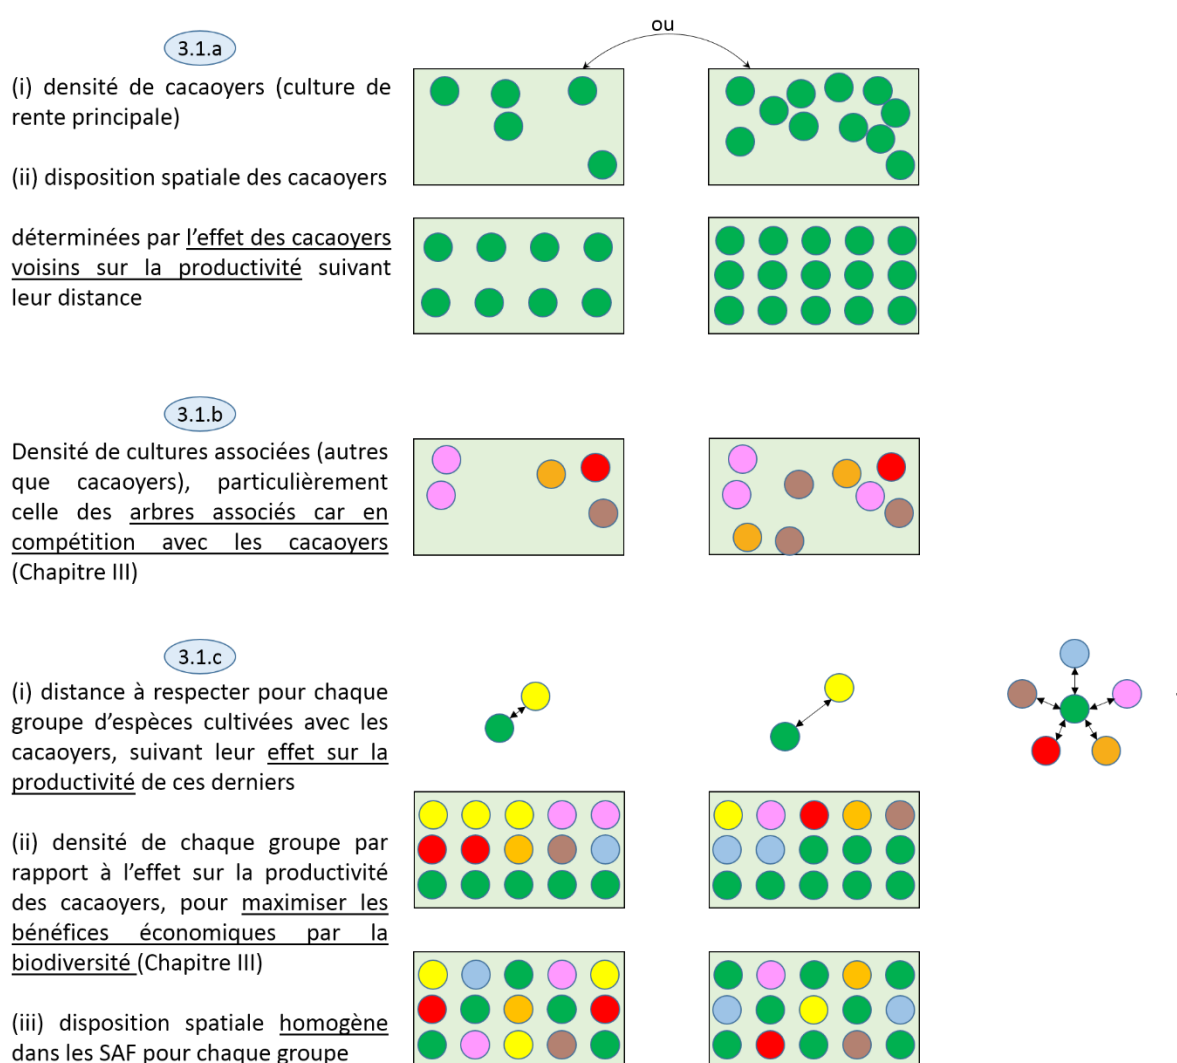 ou
3.1.a
(i) densité de cacaoyers (culture de
rente principale)
(ii) disposition spatiale des cacaoyers
déterminées par l’effet des cacaoyers
voisins sur la productivité suivant
leur distance
3.1.b
Densité de cultures associées (autres
que cacaoyers), particulièrement
celle des arbres associés car en
compétition avec les cacaoyers
(Chapitre III)
3.1.c
(i) distance à respecter pour chaque
groupe d’espèces cultivées avec les
cacaoyers, suivant leur effet sur la
productivité de ces derniers
(ii) densité de chaque groupe par
rapport à l’effet sur la productivité
des cacaoyers, pour maximiser les
bénéfices économiques par la
biodiversité (Chapitre III)
(iii) disposition spatiale homogène
dans les SAF pour chaque groupe